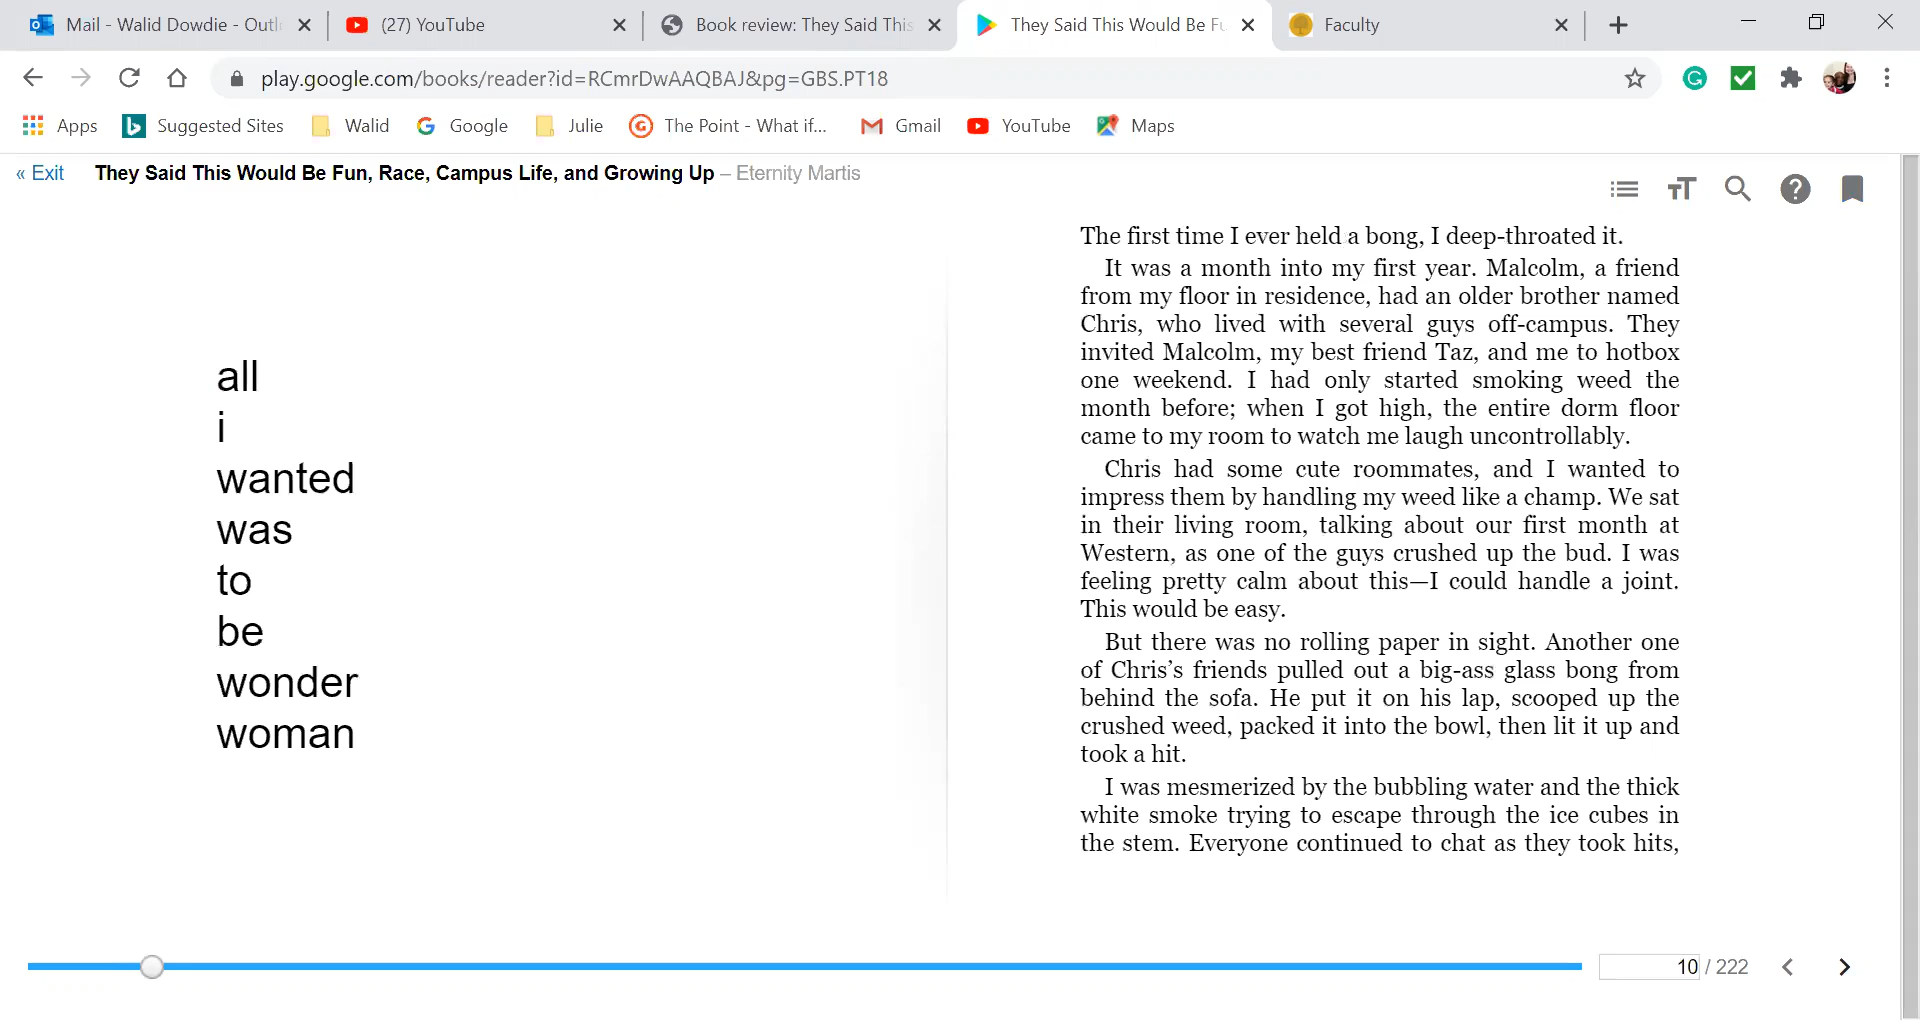 Mail - Walid Dowdie - Outl
(27) YouTube
Book review: They Said This
They Said This Would Be Fu
Faculty
play.google.com/books/reader?id=RCmrDwAAQBAJ&pg=GBS.PT18
Apps
Suggested Sites
Walid
Google
Julie
The Point - What if...
Gmail
YouTube
Maps
« Exit
They Said This Would Be Fun, Race, Campus Life, and Growing Up – Eternity Martis
all
i
wanted
was
to
be
wonder
woman
The first time I ever held a bong, I deep-throated it.
It was a month into my first year. Malcolm, a friend
from my floor in residence, had an older brother named
Chris, who lived with several guys off-campus. They
invited Malcolm, my best friend Taz, and me to hotbox
one weekend. I had only started smoking weed the
month before; when I got high, the entire dorm floor
came to my room to watch me laugh uncontrollably.
Chris had some cute roommates, and I wanted to
impress them by handling my weed like a champ. We sat
in their living room, talking about our first month at
Western, as one of the guys crushed up the bud. I was
feeling pretty calm about this—I could handle a joint.
This would be easy.
But there was no rolling paper in sight. Another one
of Chris’s friends pulled out a big-ass glass bong from
behind the sofa. He put it on his lap, scooped up the
crushed weed, packed it into the bowl, then lit it up and
took a hit.
I was mesmerized by the bubbling water and the thick
white smoke trying to escape through the ice cubes in
the stem. Everyone continued to chat as they took hits,
10 / 222